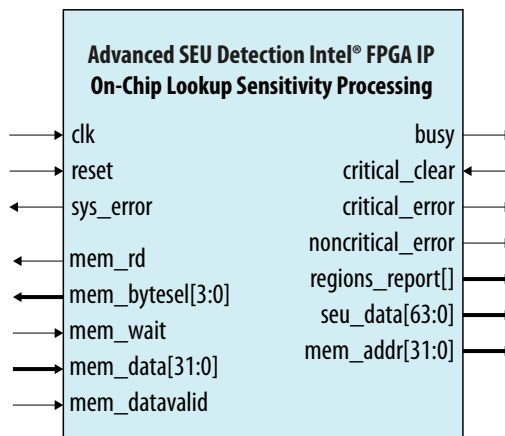 Advanced SEU Detection Intel® FPGA IP
On-Chip Lookup Sensitivity Processing
clk
reset
sys_error
mem_rd
mem_bytesel[3:0]
mem_wait
mem_data[31:0]
mem_datavalid
busy
critical_clear
critical_error
noncritical_error
regions_report[]
seu_data[63:0]
mem_addr[31:0]